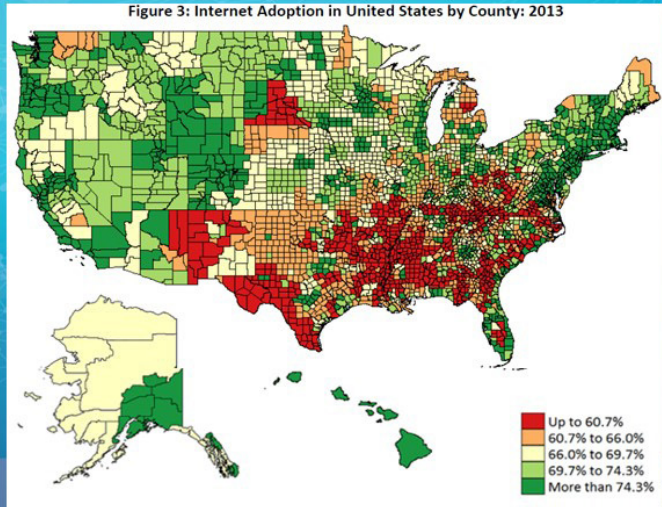 Figure 3: Internet Adoption in United States by County: 2013
Up to 60.7%
60.7% to 66.0%
66.0% to 69.7%
69.7% to 74.3%
More than 74.3%